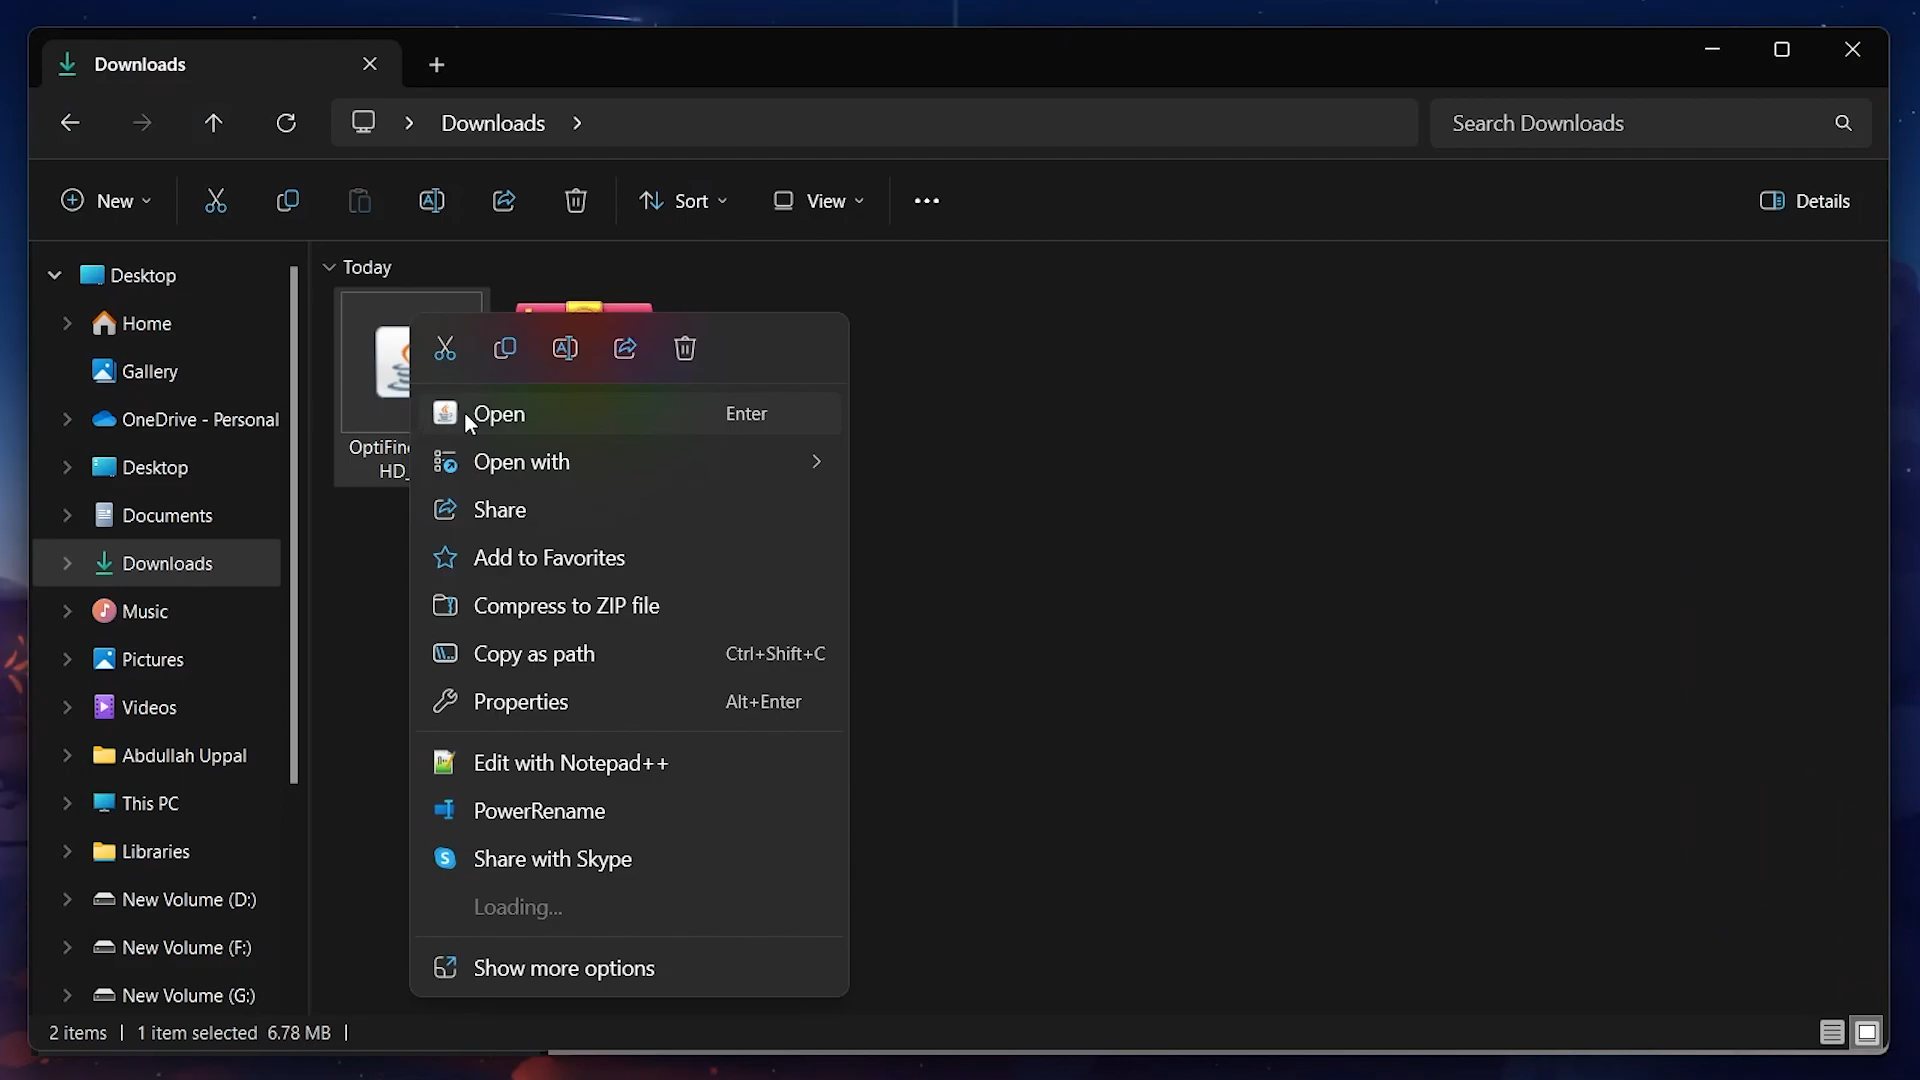 Downloads
Downloads
Search Downloads
New
Sort
View
Details
Desktop
Home
Gallery
OneDrive - Personal
Desktop
Documents
Downloads
Music
Pictures
Videos
Abdullah Uppal
This PC
Libraries
New Volume (D:)
New Volume (F:)
New Volume (G:)
Today
HD_
Open Enter
Open with
Share
Add to Favorites
Compress to ZIP file
Copy as path Ctrl+Shift+C
Properties Alt+Enter
Edit with Notepad++
PowerRename
Share with Skype
Loading...
Show more options
2 items 1 item selected 6.78 MB